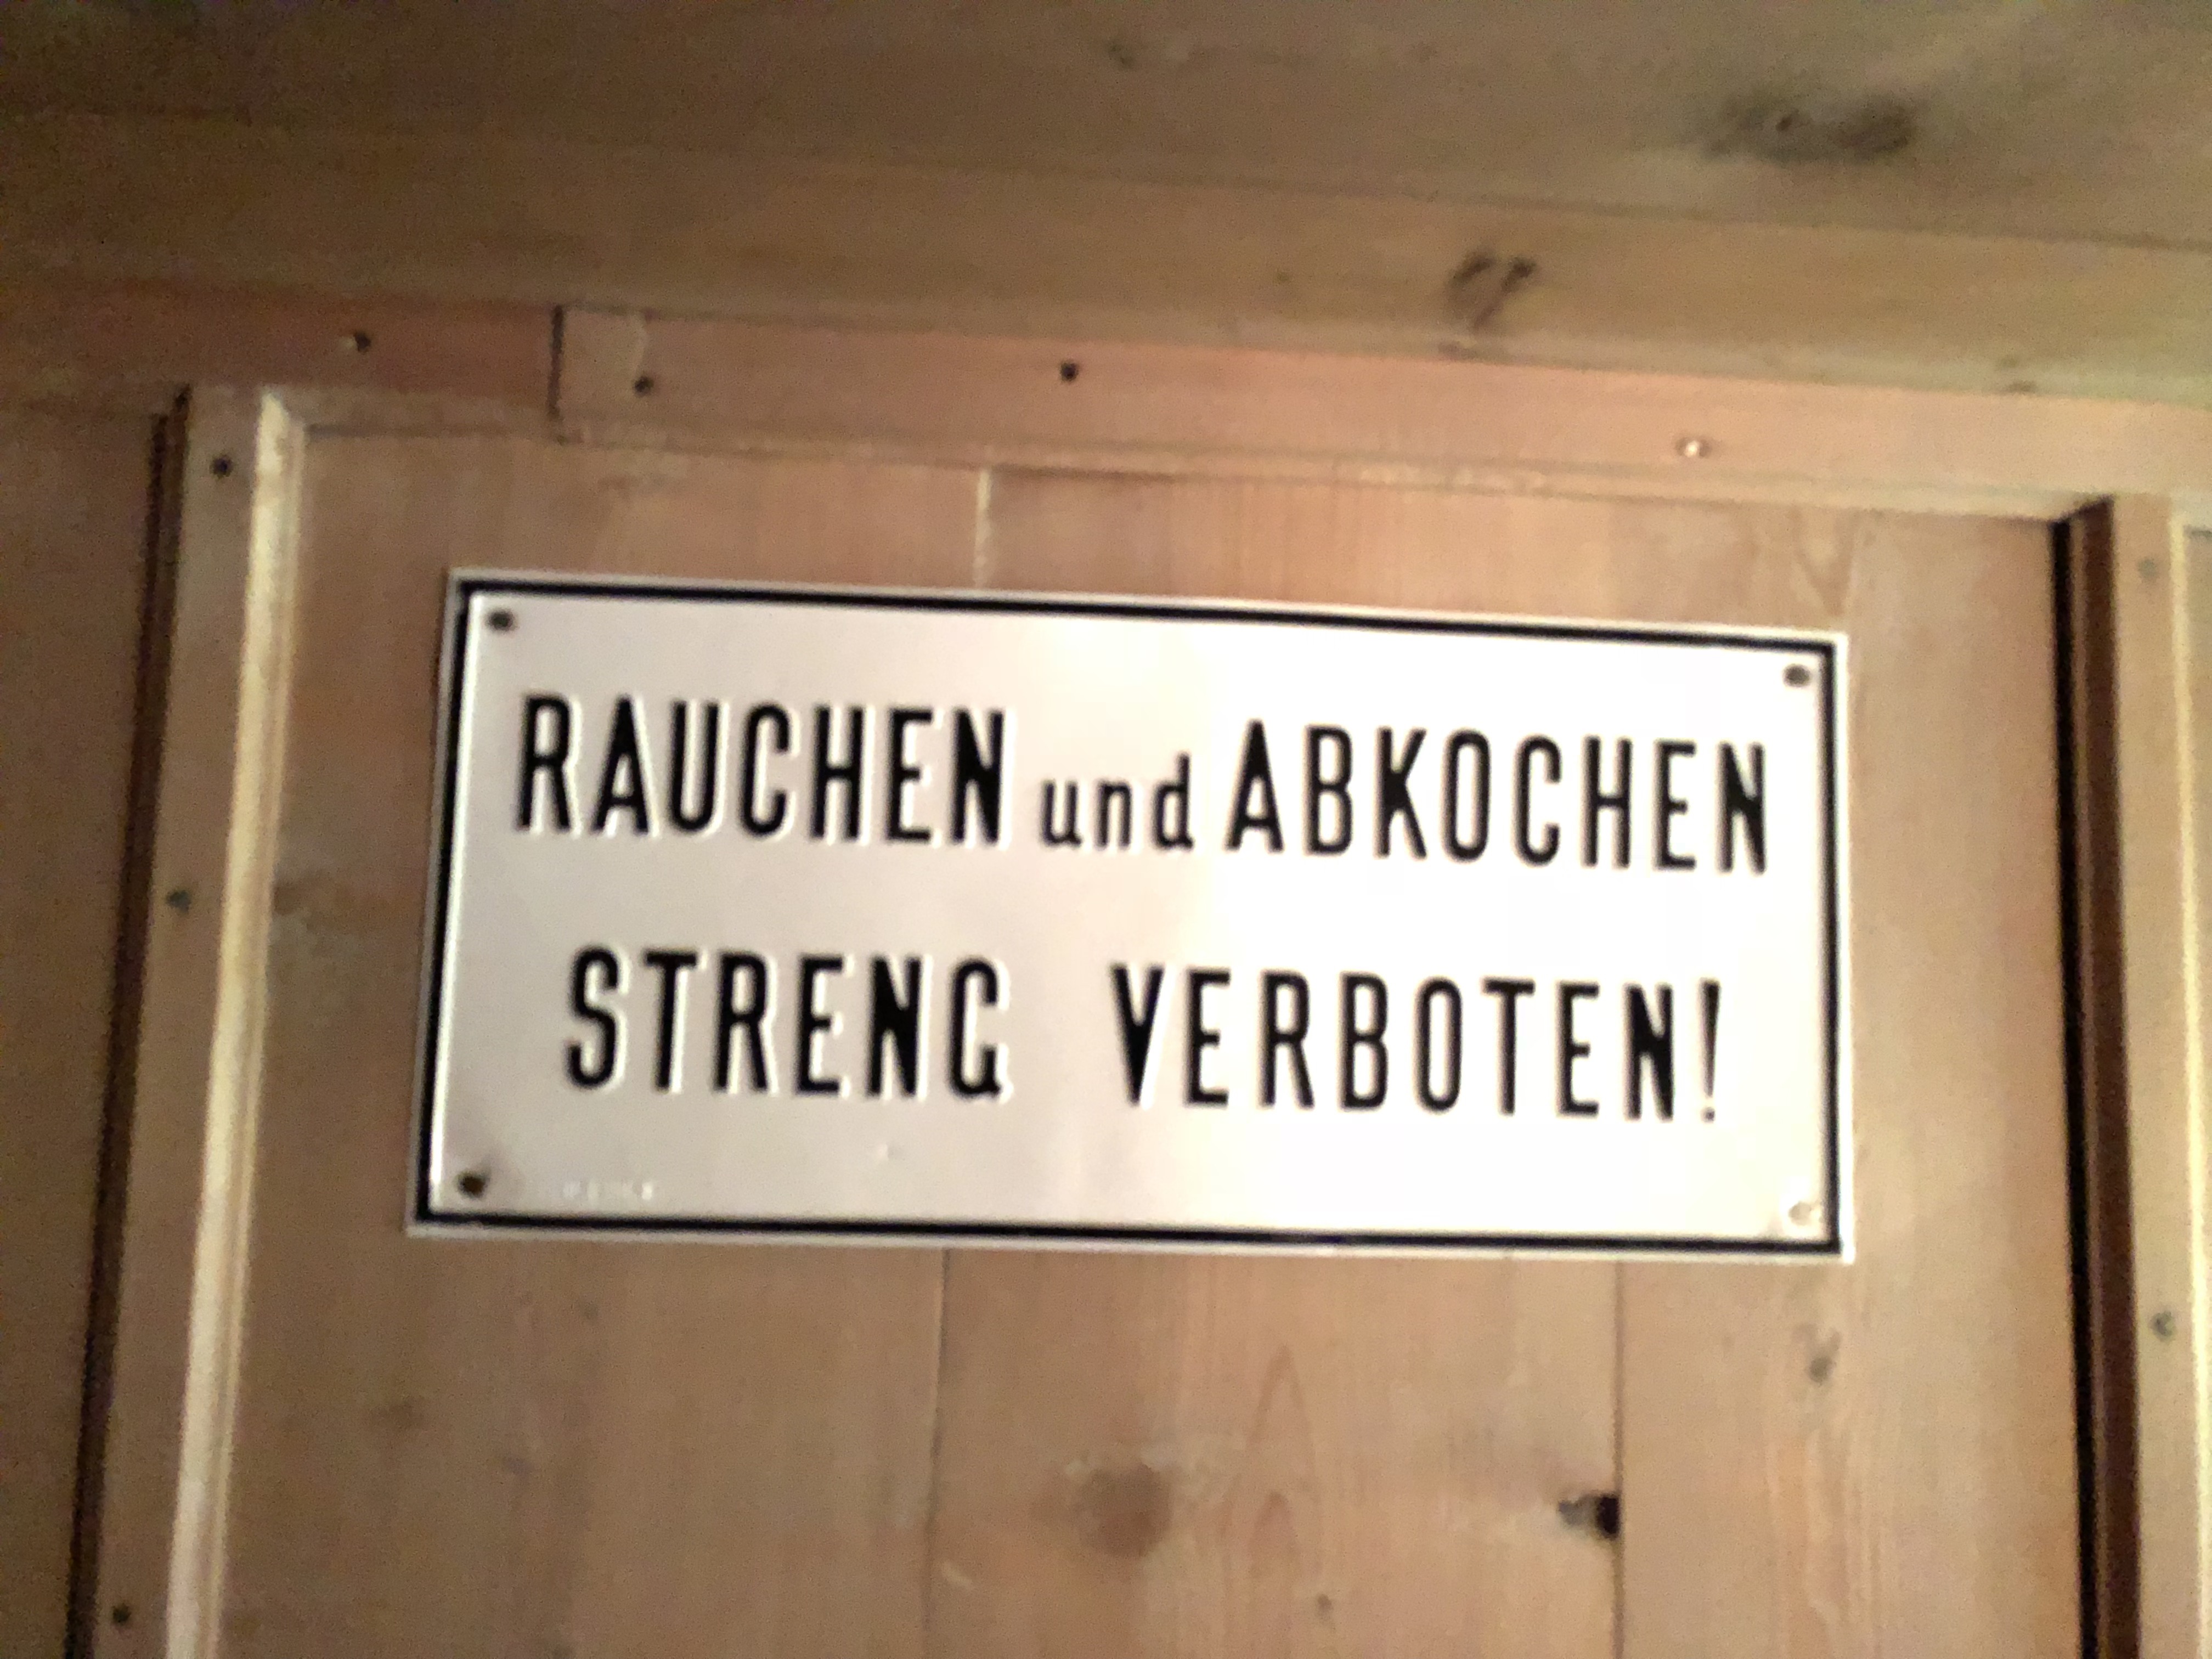 RAUCHEN und ABKOCHEN
STRENG VERBOTEN!